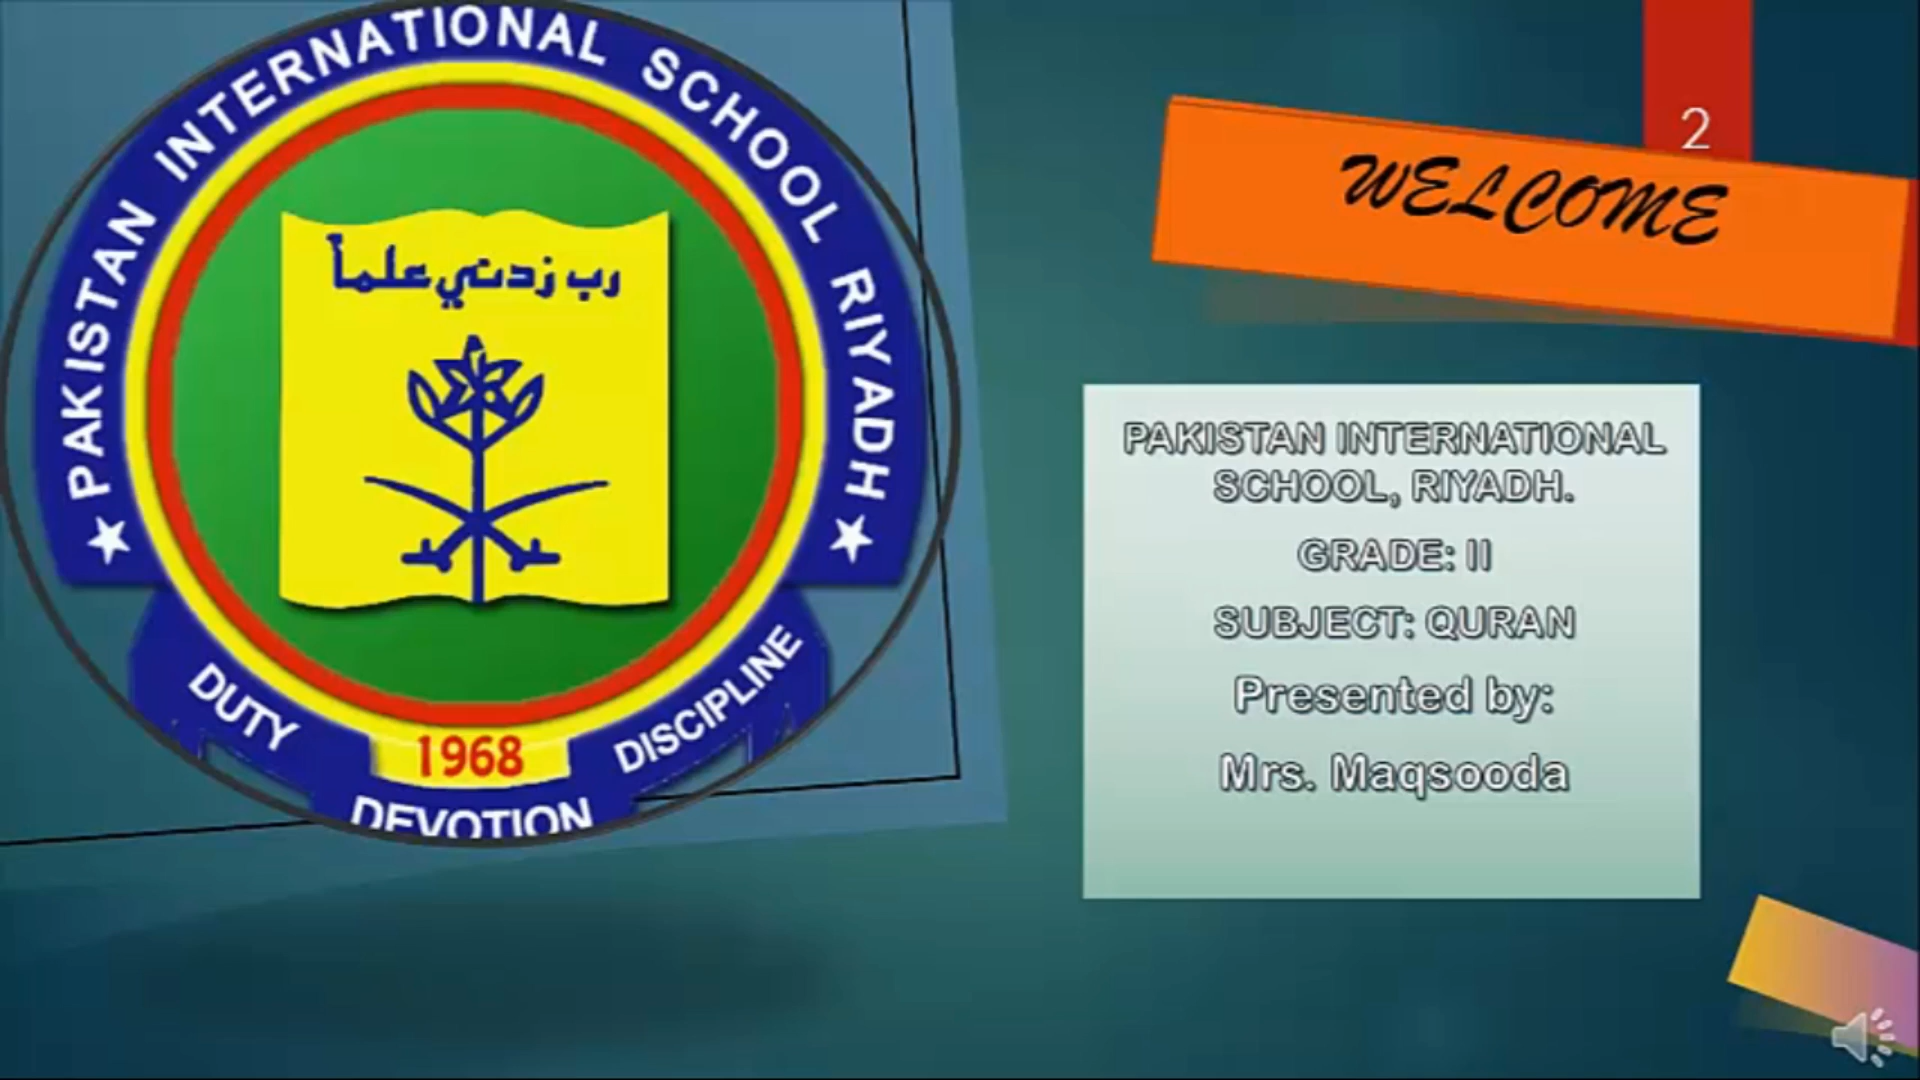 PAKISTAN INTERNATIONAL SCHOOL RIYADH
رب زدني علماً
DUTY
1968
DISCIPLINE
DEVOTION
2
WELCOME
PAKISTAN INTERNATIONAL
SCHOOL, RIYADH.
GRADE: II
SUBJECT: QURAN
Presented by:
Mrs. Maqsooda